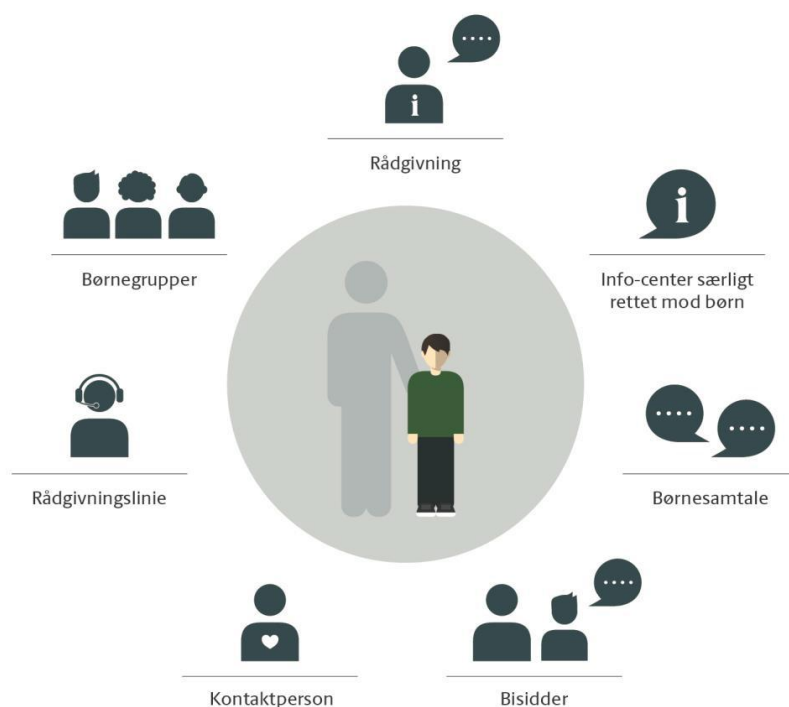 Rådgivning
Børnegrupper
Info-center særligt
rettet mod børn
Rådgivningslinie
Børnesamtale
Kontaktperson
Bisidder